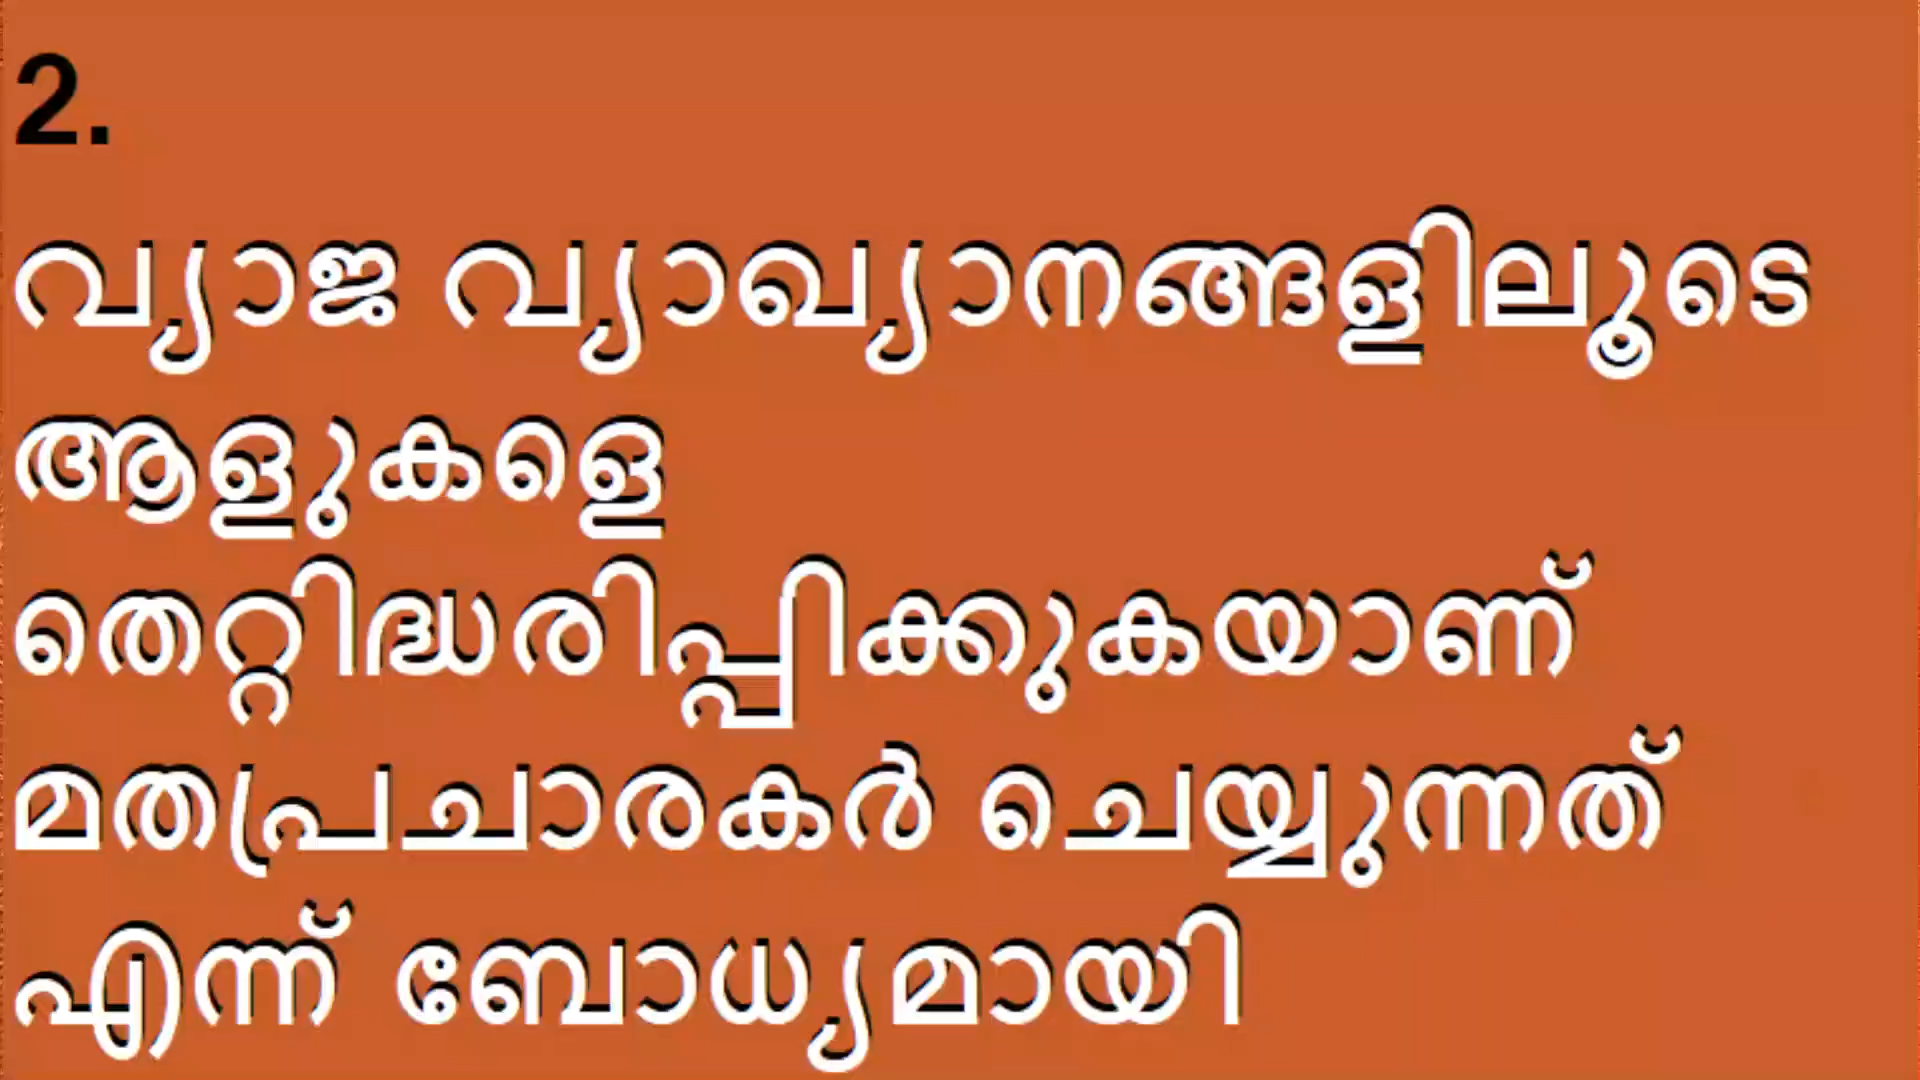 2.
വ്യാജ വ്യാഖ്യാനങ്ങളിലൂടെ
ആളുകളെ
തെറ്റിദ്ധരിപ്പിക്കുകയാണ്
മതപ്രചാരകർ ചെയ്യുന്നത്
എന്ന് ബോധ്യമായി